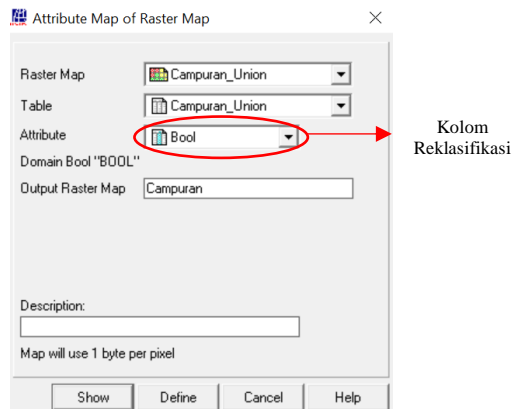 Attribute Map of Raster Map
Raster Map Campuran_Union
Table Campuran_Union
Attribute Bool
Domain Bool "BOOL"
Output Raster Map Campuran
Description:
Map will use 1 byte per pixel
Show Define Cancel Help
Kolom
Reklasifikasi